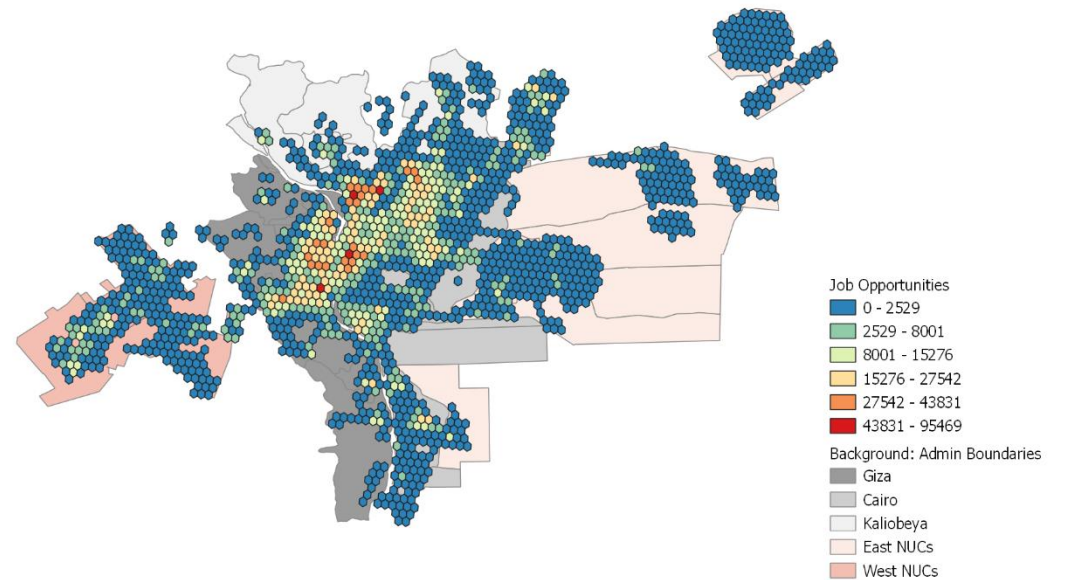 Job Opportunities
0 - 2529
2529 - 8001
8001 - 15276
15276 - 27542
27542 - 43831
43831 - 95469
Background: Admin Boundaries
Giza
Cairo
Kaliobeya
East NUCs
West NUCs